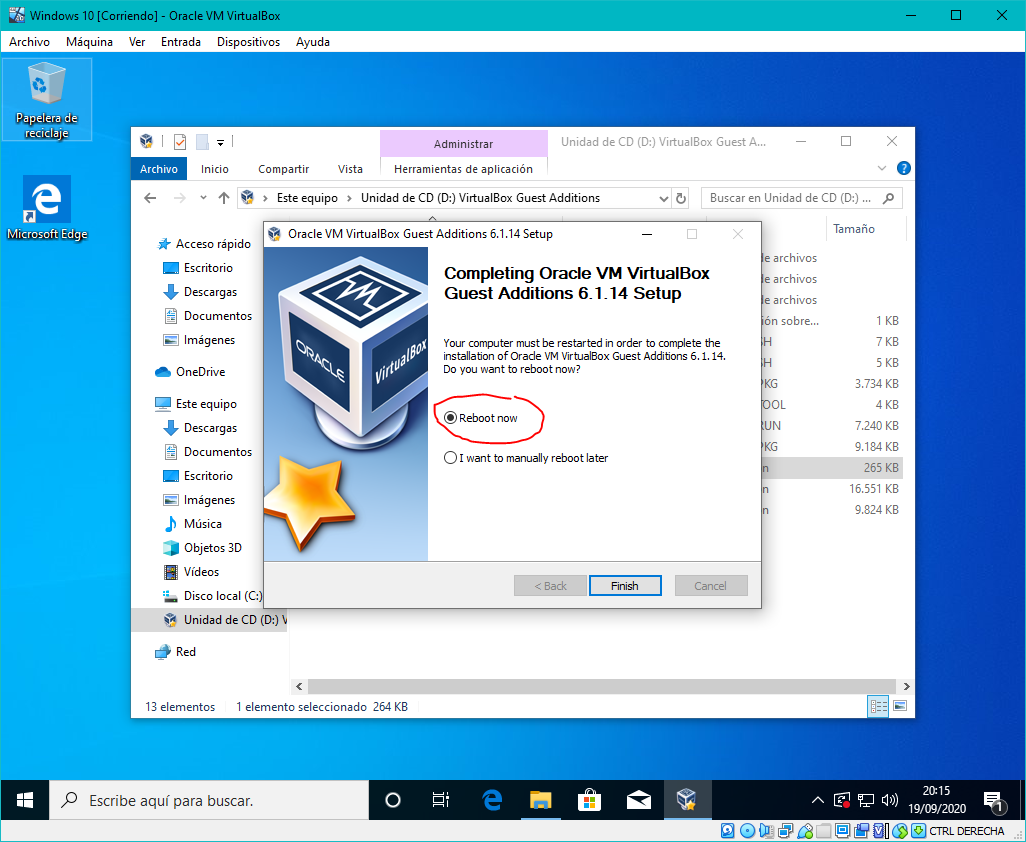 Windows 10 [Corriendo] - Oracle VM VirtualBox
Archivo Máquina Ver Entrada Dispositivos Ayuda
Papelera de
reciclaje
Microsoft Edge
Administrar
Unidad de CD (D:) VirtualBox Guest A...
Archivo Inicio Compartir Vista Herramientas de aplicación
Este equipo > Unidad de CD (D:) VirtualBox Guest Additions
Buscar en Unidad de CD (D:) ...
Tamaño
Acceso rápido
Escritorio
Descargas
Documentos
Imágenes
OneDrive
Este equipo
Descargas
Documentos
Escritorio
Imágenes
Música
Objetos 3D
Vídeos
Disco local (C:)
Unidad de CD (D:) V
Red
Oracle VM VirtualBox Guest Additions 6.1.14 Setup
ORACLE
VirtualBox
Completing Oracle VM VirtualBox
Guest Additions 6.1.14 Setup
Your computer must be restarted in order to complete the
installation of Oracle VM VirtualBox Guest Additions 6.1.14.
Do you want to reboot now?
Reboot now
I want to manually reboot later
< Back Finish Cancel
de archivos
de archivos
de archivos
ión sobre... 1 KB
SH 7 KB
SH 5 KB
PKG 3.734 KB
TOOL 4 KB
RUN 7.240 KB
PKG 9.184 KB
n 265 KB
n 16.551 KB
n 9.824 KB
13 elementos 1 elemento seleccionado 264 KB
Escribe aquí para buscar.
20:15
19/09/2020
1
CTRL DERECHA